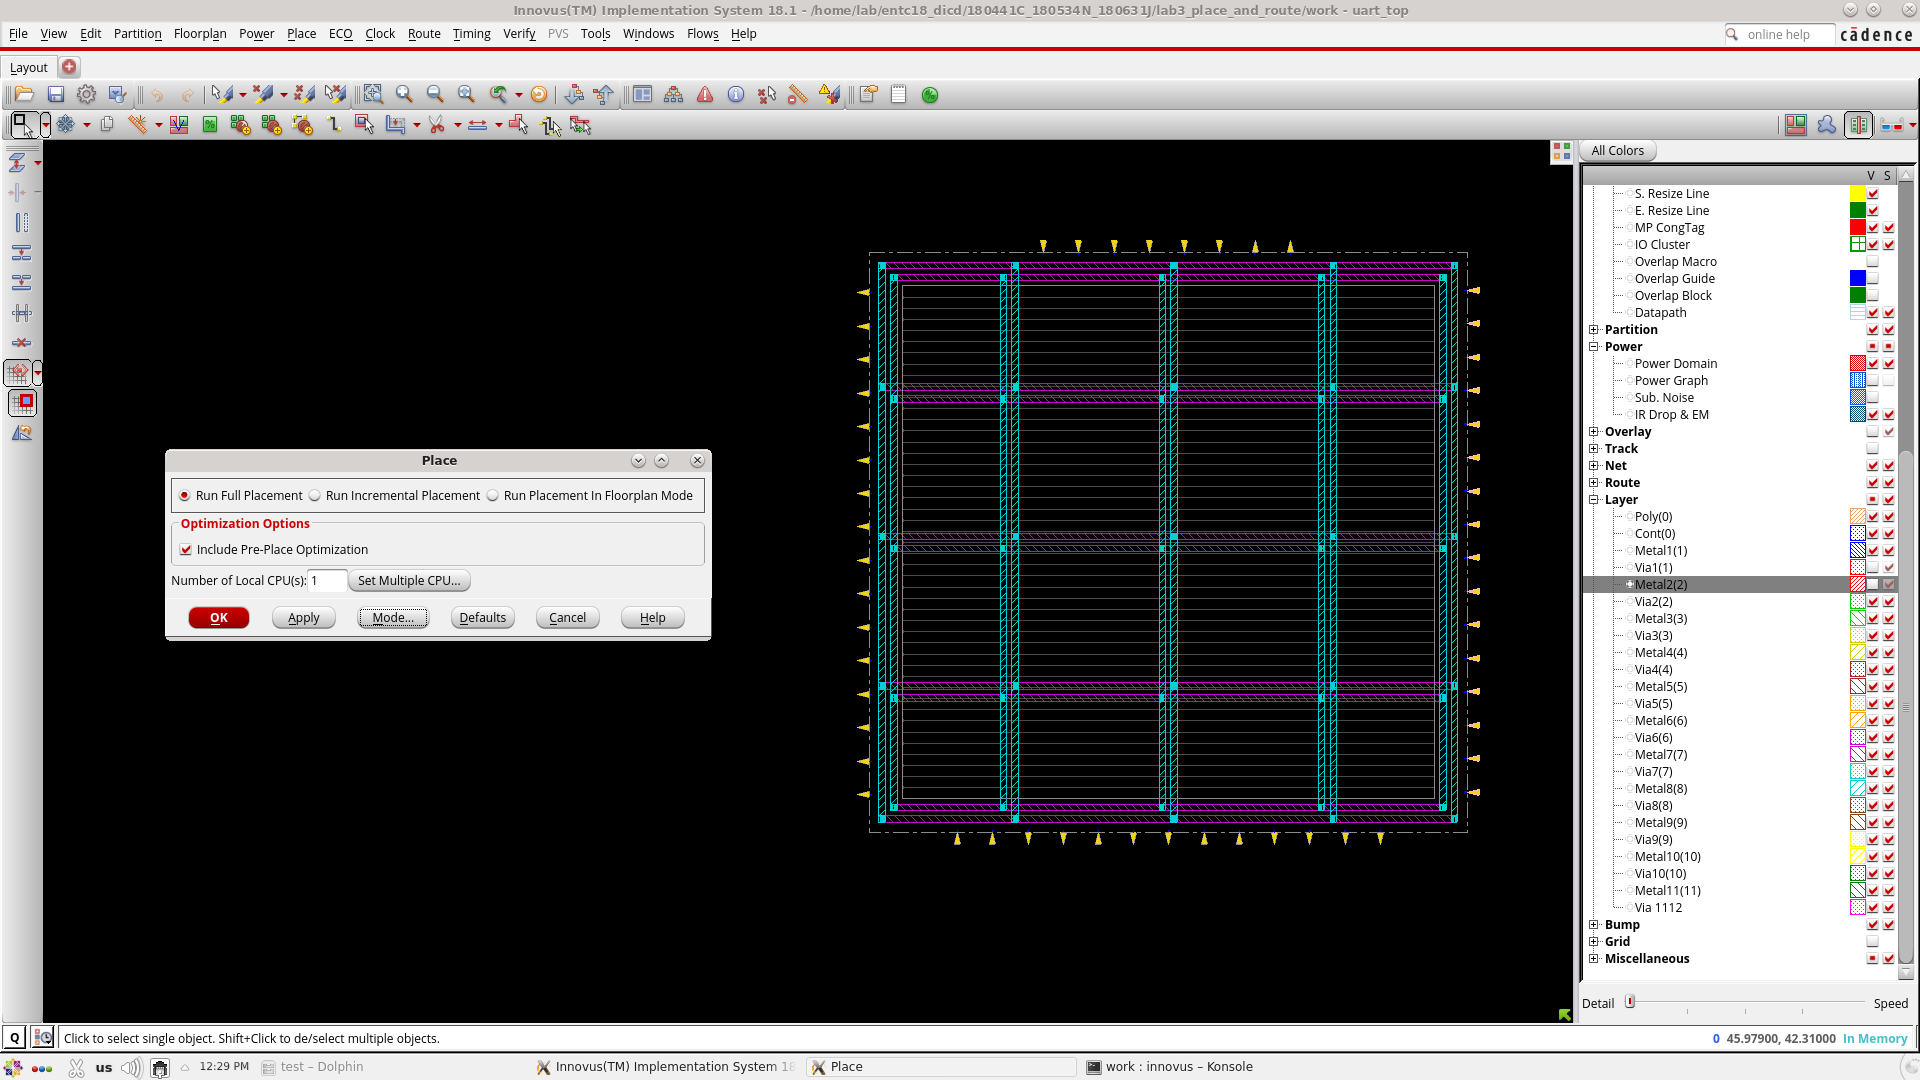 Innovus(TM) Implementation System 18.1 - /home/lab/entc18_dicd/180441C_180534N_180631J/lab3_place_and_route/work - uart_top
File View Edit Partition Floorplan Power Place ECO Clock Route Timing Verify PVS Tools Windows Flows Help
online help
cādence
Layout
All Colors
V S
S. Resize Line
E. Resize Line
MP CongTag
IO Cluster
Overlap Macro
Overlap Guide
Overlap Block
Datapath
Partition
Power
Power Domain
Power Graph
Sub. Noise
IR Drop & EM
Overlay
Track
Net
Route
Layer
Poly(0)
Cont(0)
Metal1(1)
Via1(1)
Metal2(2)
Via2(2)
Metal3(3)
Via3(3)
Metal4(4)
Via4(4)
Metal5(5)
Via5(5)
Metal6(6)
Via6(6)
Metal7(7)
Via7(7)
Metal8(8)
Via8(8)
Metal9(9)
Via9(9)
Metal10(10)
Via10(10)
Metal11(11)
Via 1112
Bump
Grid
Miscellaneous
Detail Speed
Place
Run Full Placement Run Incremental Placement Run Placement In Floorplan Mode
Optimization Options
Include Pre-Place Optimization
Number of Local CPU(s): 1 Set Multiple CPU...
OK Apply Mode... Defaults Cancel Help
Q Click to select single object. Shift+Click to de/select multiple objects.
0 45.97900, 42.31000 In Memory
us 12:29 PM test – Dolphin Innovus(TM) Implementation System 18 Place work : innovus – Konsole